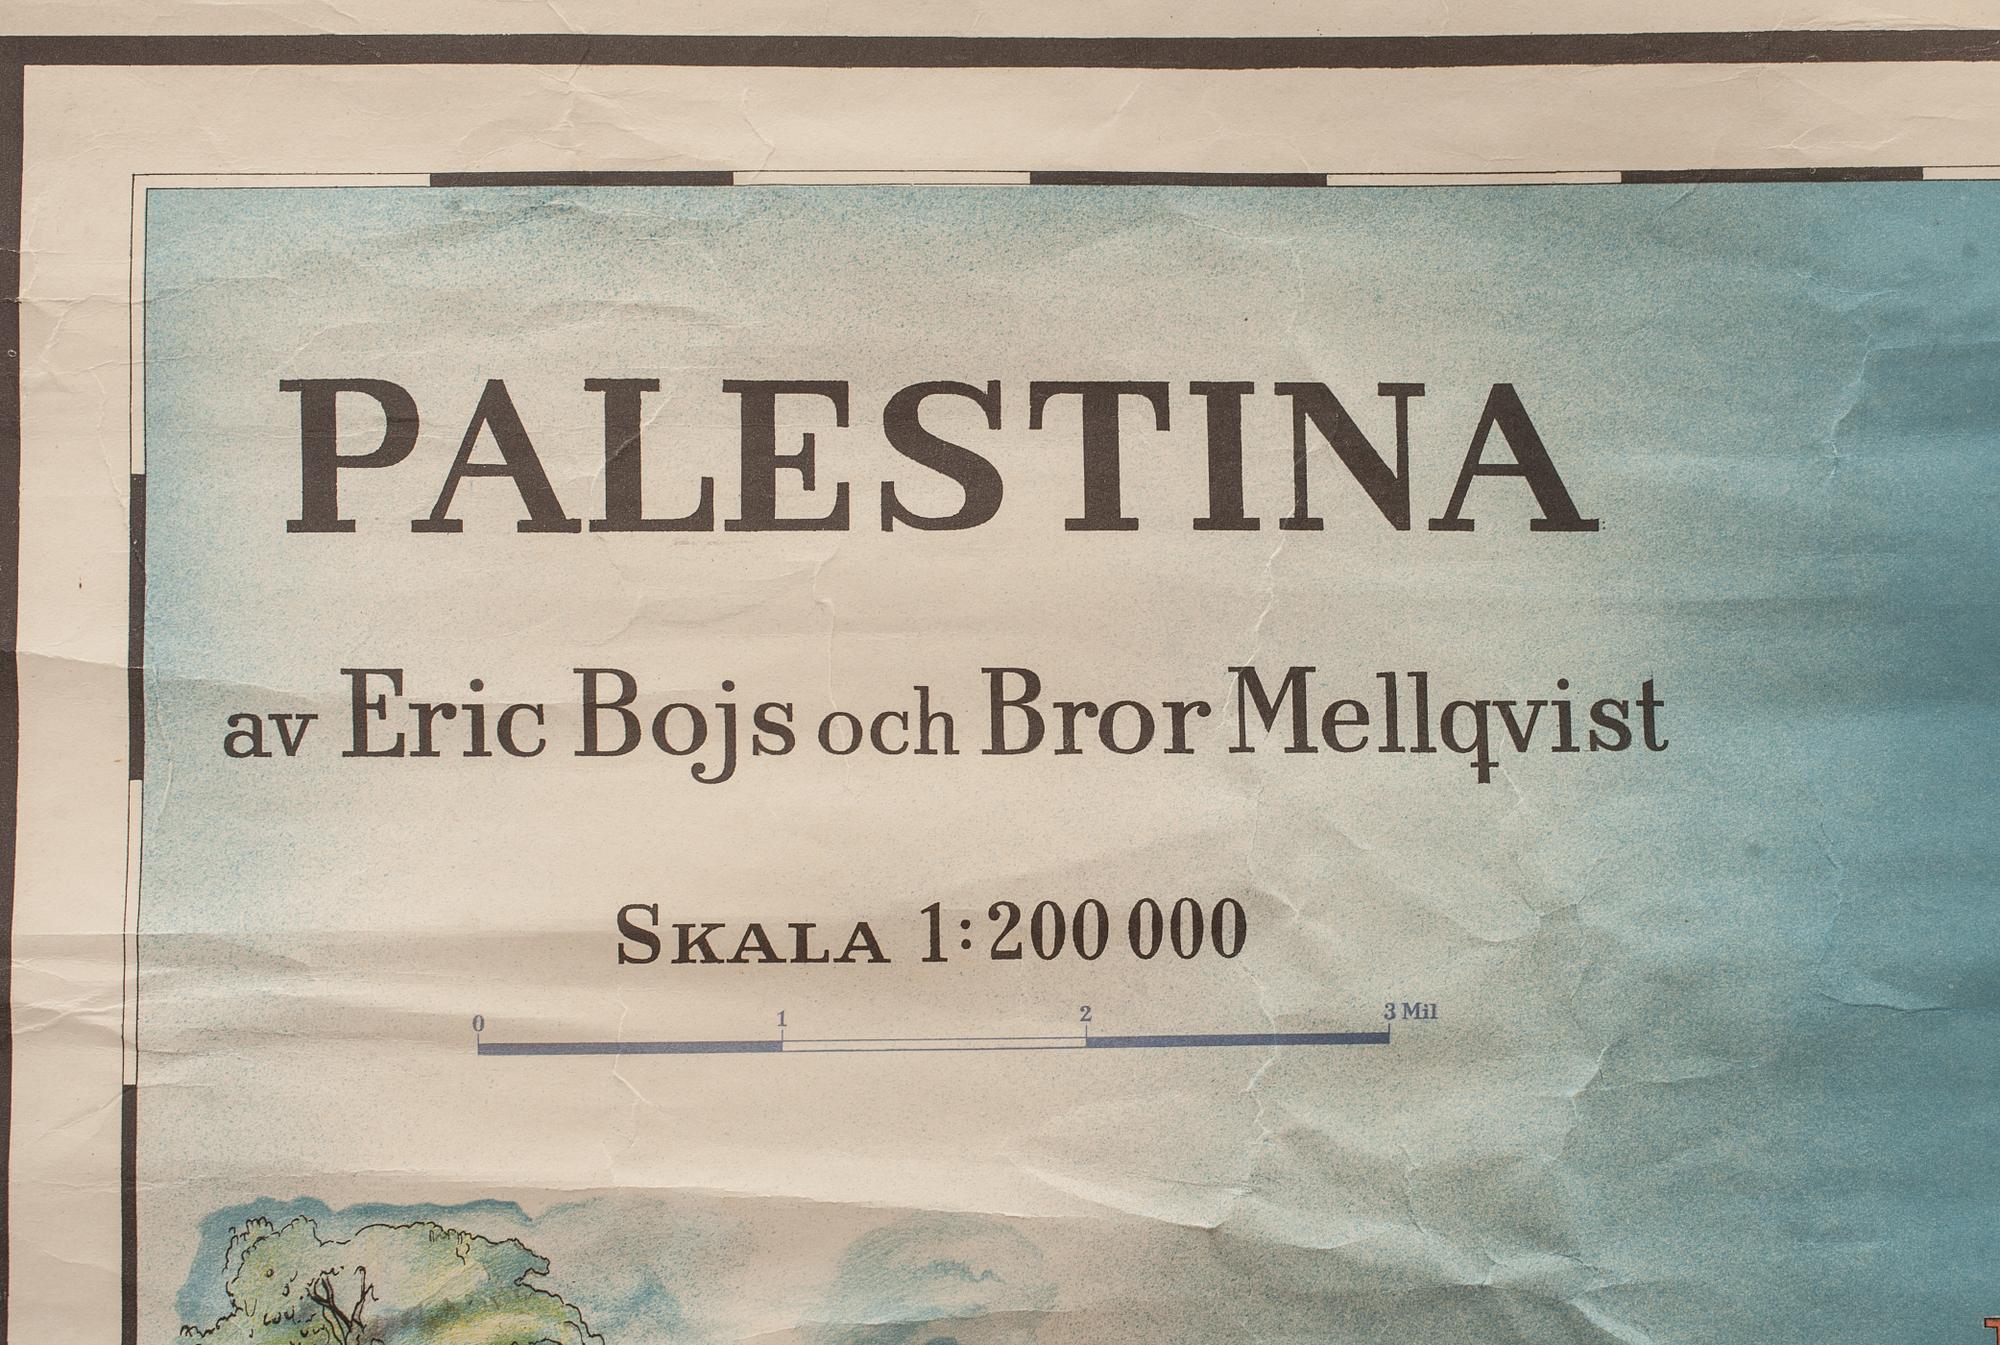 PALESTINA
av Eric Bojs och Bror Mellqvist
SKALA 1:200 000
0 1 2 3 Mil